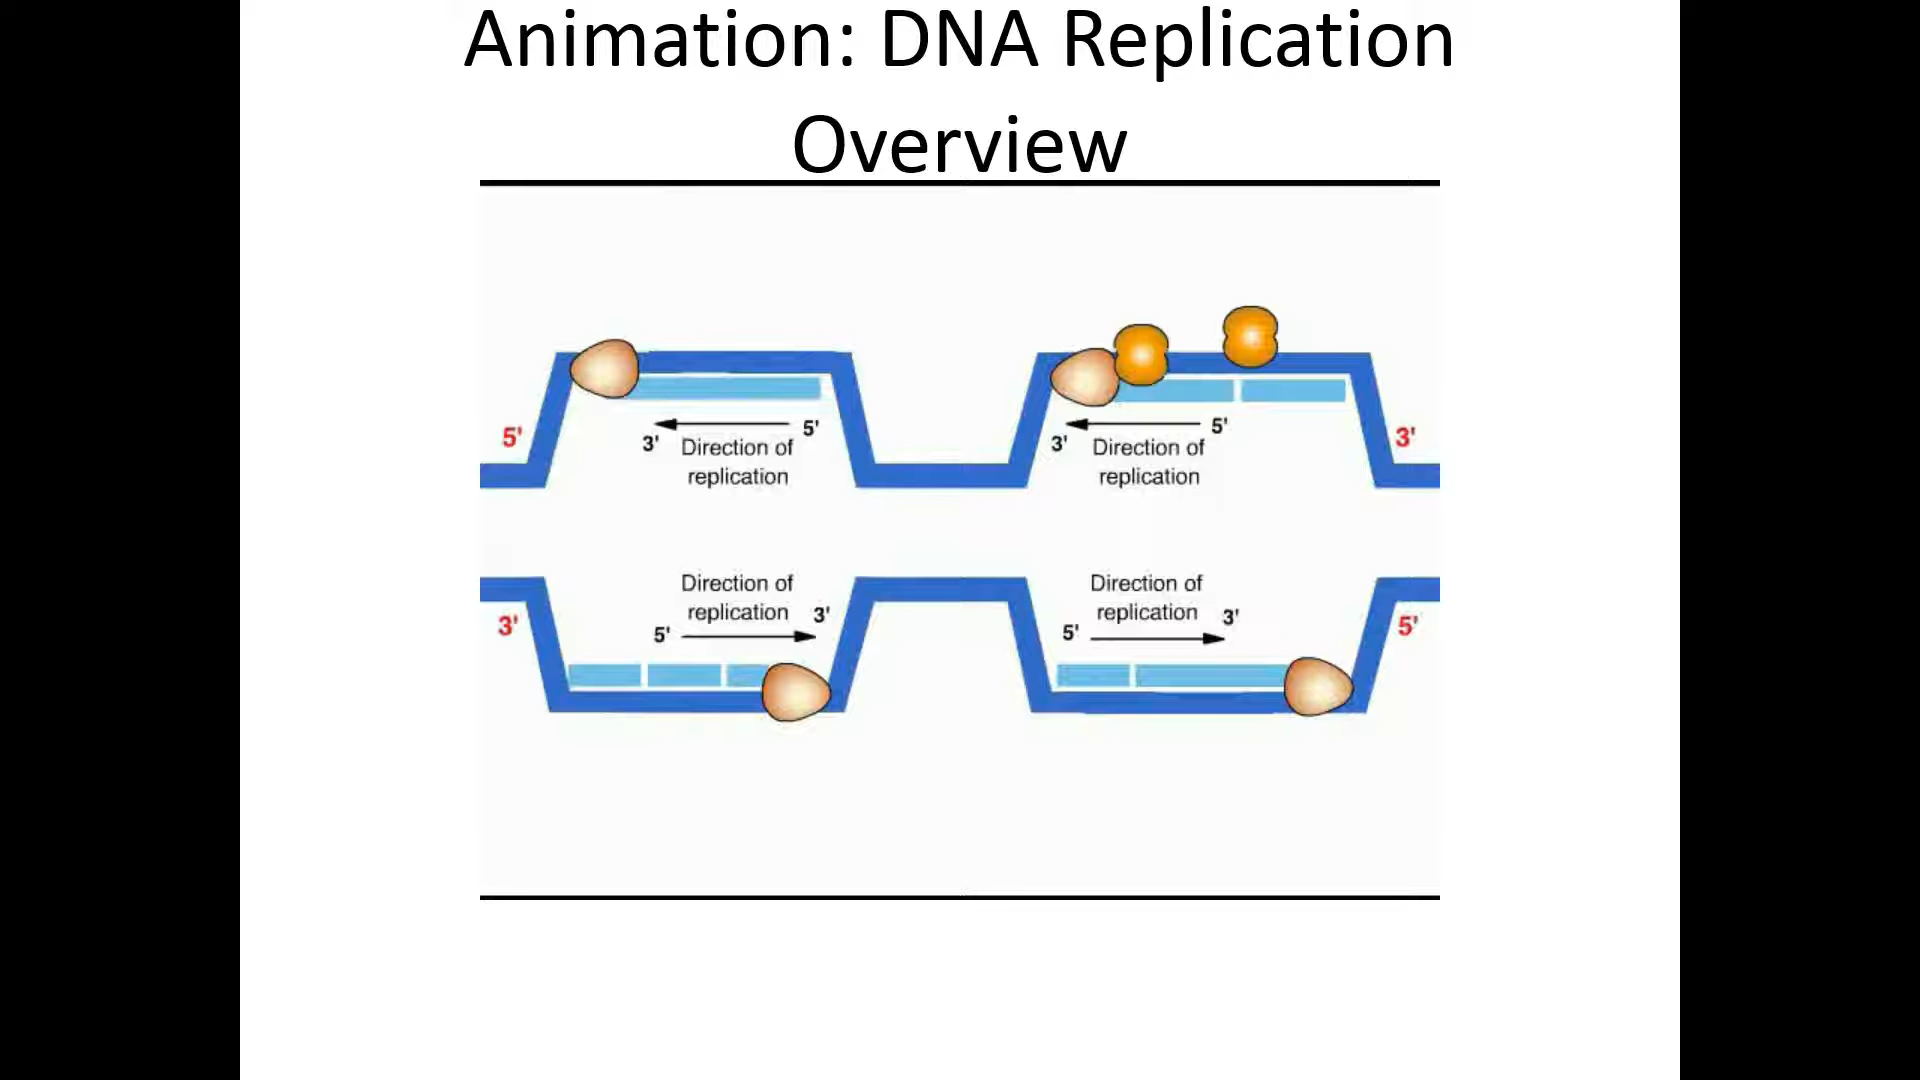 Animation: DNA Replication
Overview
5'
3'
5'
Direction of
replication
3'
5'
Direction of
replication
3'
3'
Direction of
replication
5'
3'
Direction of
replication
5'
3'
5'